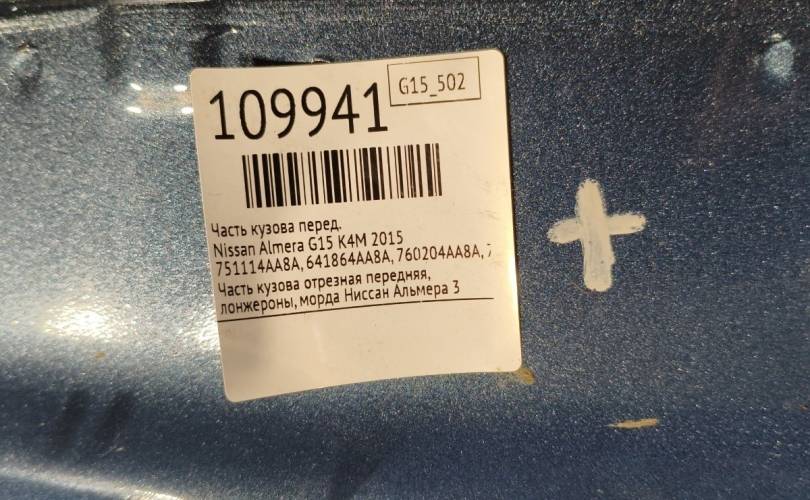 109941
G15_502
Часть кузова перед.
Nissan Almera G15 K4M 2015
751114AA8A, 641864AA8A, 760204AA8A, 7
Часть кузова отрезная передняя,
лонжероны, морда Ниссан Альмера 3